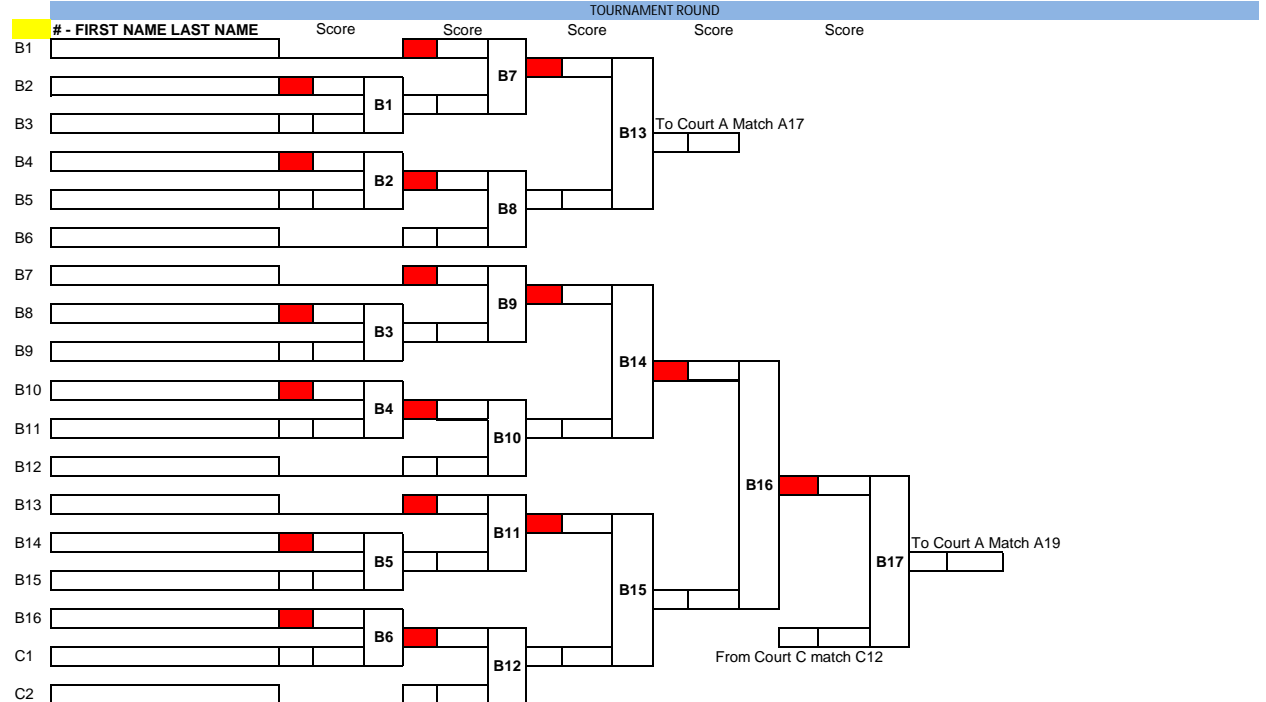 TOURNAMENT ROUND
# - FIRST NAME LAST NAME Score Score Score Score Score
B1
B7
B2
B1
B3
B13 To Court A Match A17
B4
B2
B5
B8
B6
B7
B9
B8
B3
B9
B14
B10
B4
B11
B10
B12
B16
B13
B11
B14
To Court A Match A19
B5
B17
B15
B15
B16
B6
C1
From Court C match C12
B12
C2